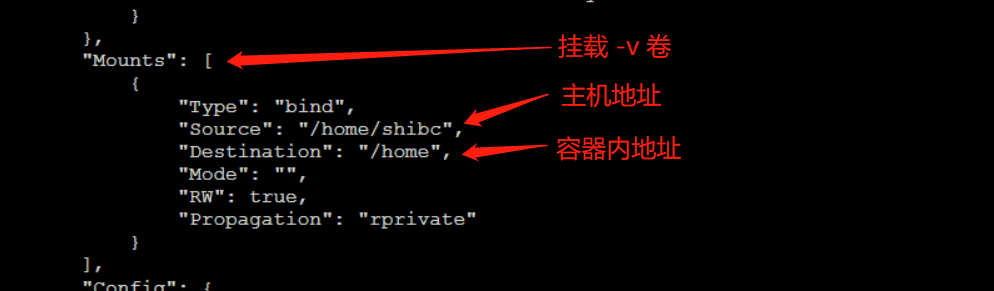 }
},
"Mounts": [
挂载 -v 卷
{
"Type": "bind",
主机地址
"Source": "/home/shibc",
"Destination": "/home",
容器内地址
"Mode": "",
"RW": true,
"Propagation": "rprivate"
}
],
"Config": {